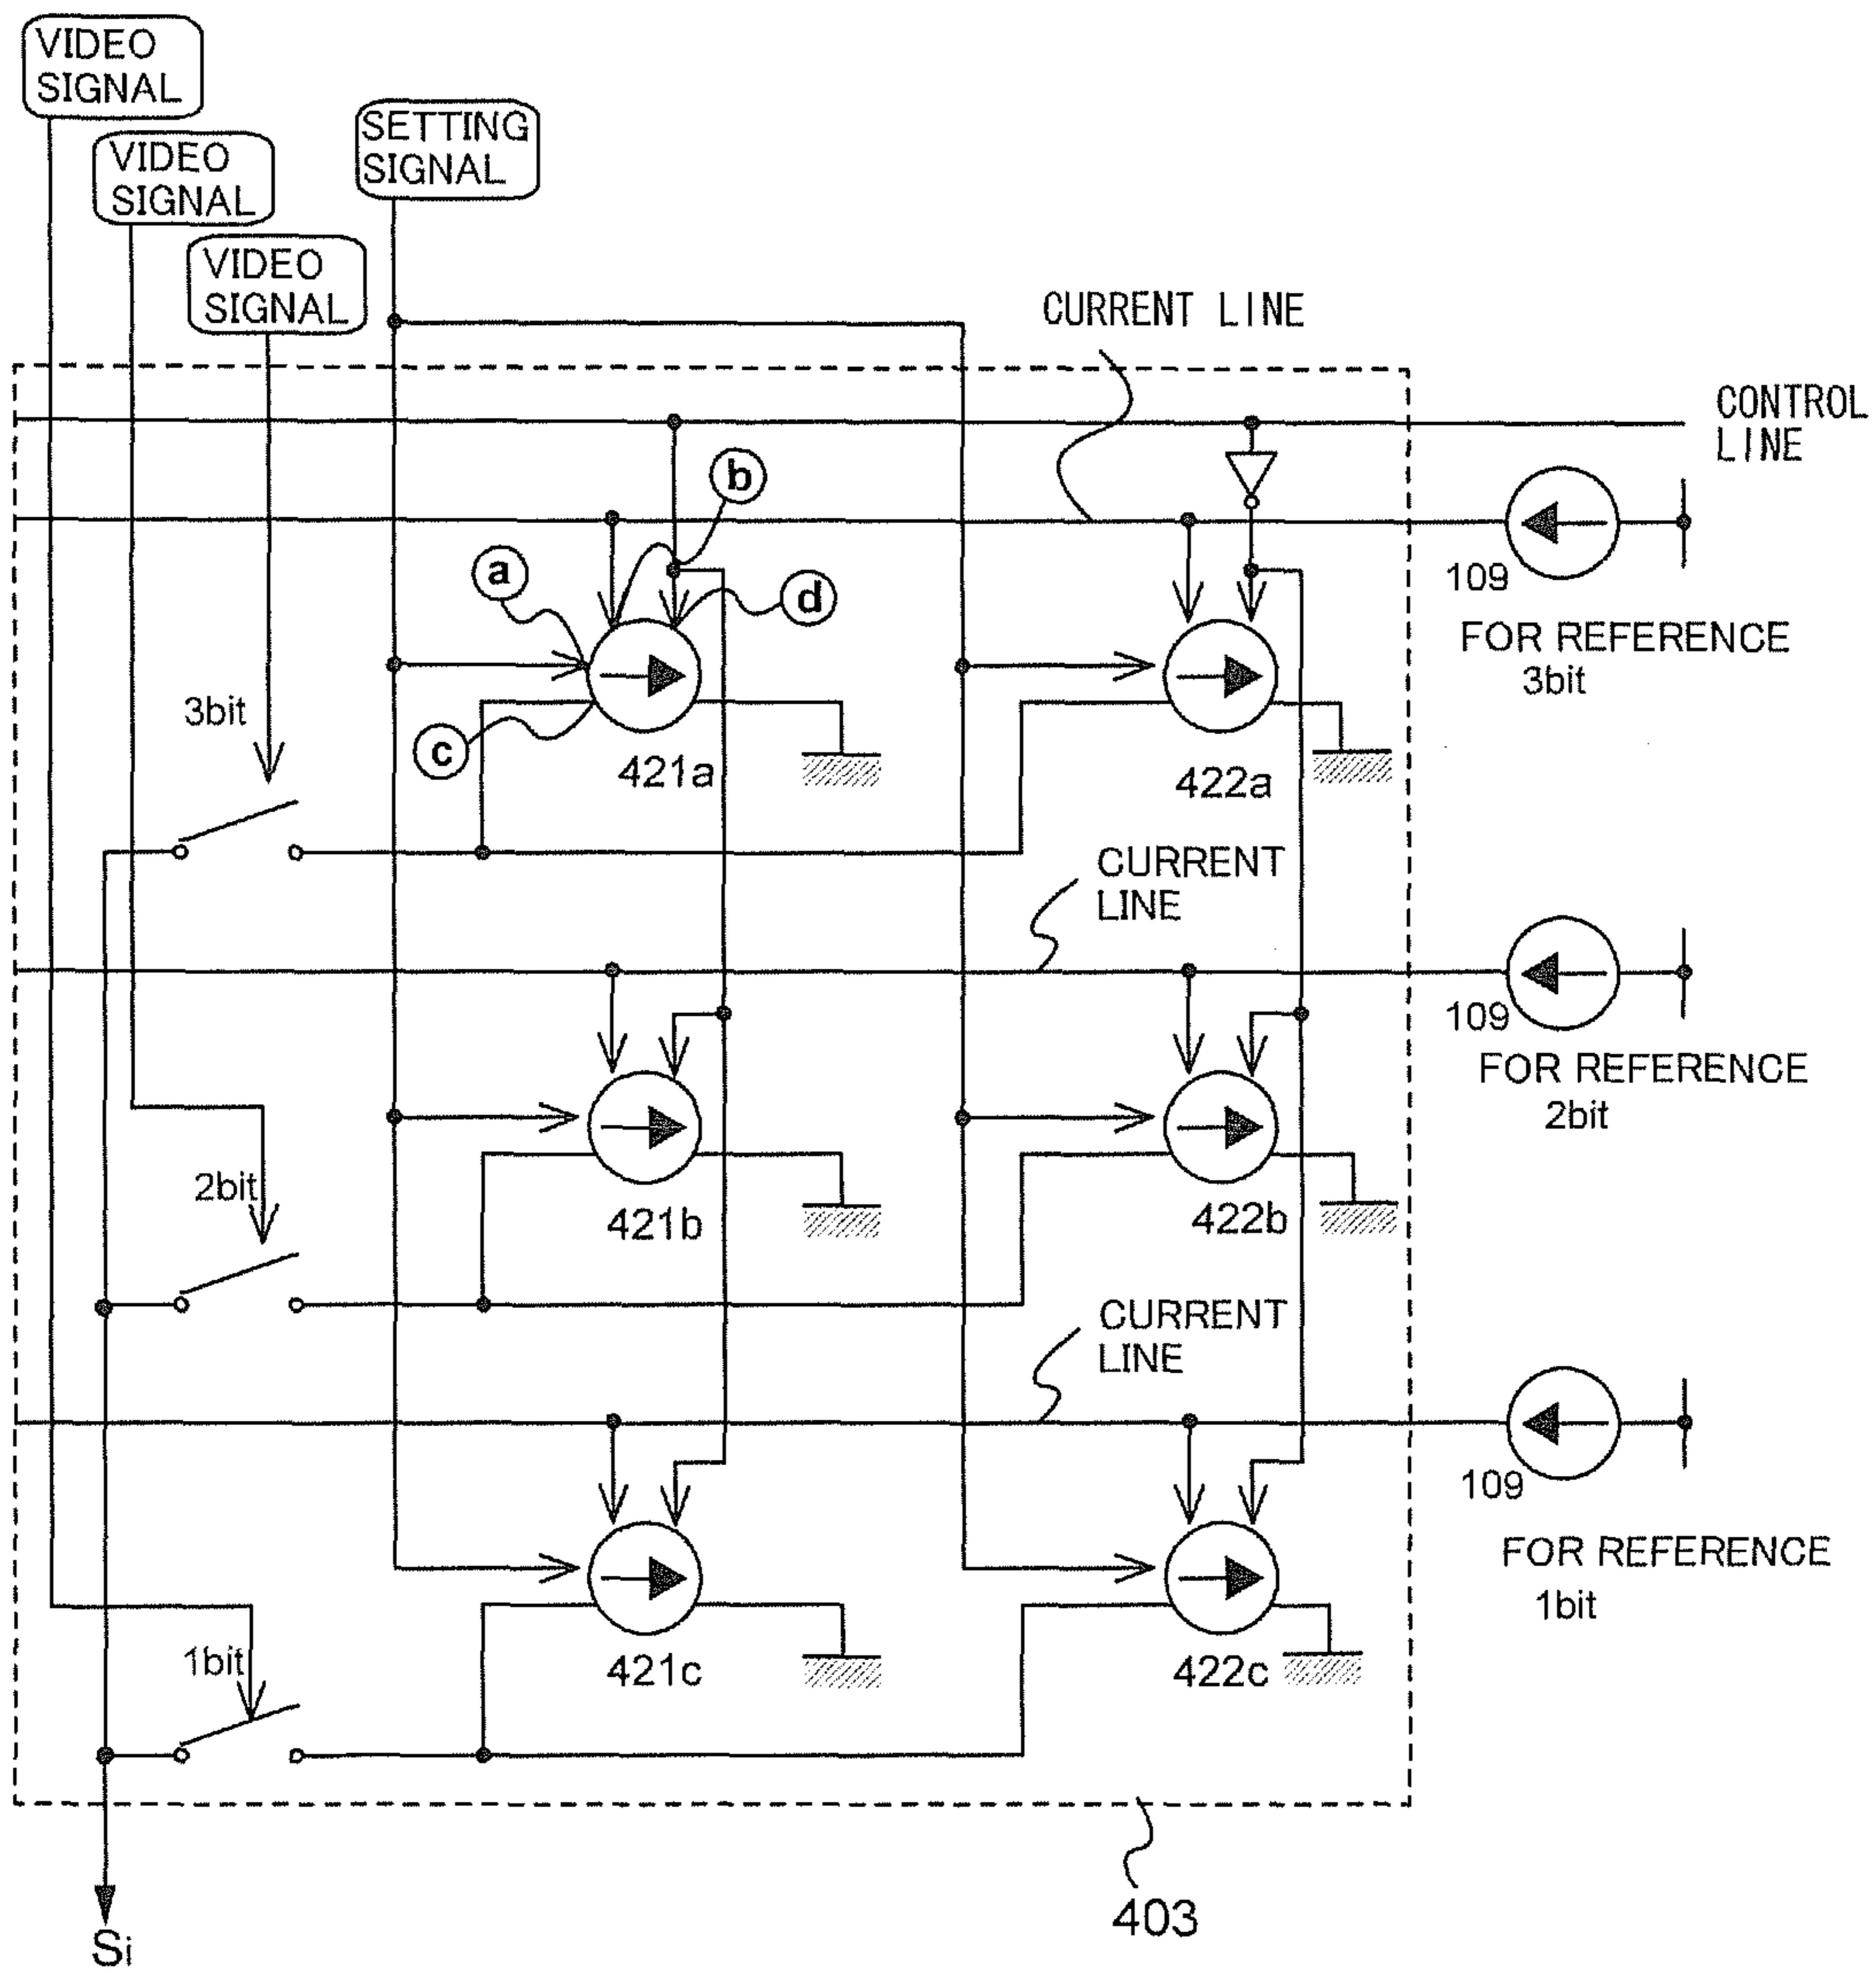 VIDEO
SIGNAL
VIDEO
SIGNAL
VIDEO
SIGNAL
SETTING
SIGNAL
CURRENT LINE
CONTROL
LINE
b
a
d
c
109
FOR REFERENCE
3bit
3bit
421a
422a
CURRENT
LINE
109
FOR REFERENCE
2bit
2bit
421b
422b
CURRENT
LINE
109
FOR REFERENCE
1bit
1bit
421c
422c
403
Si